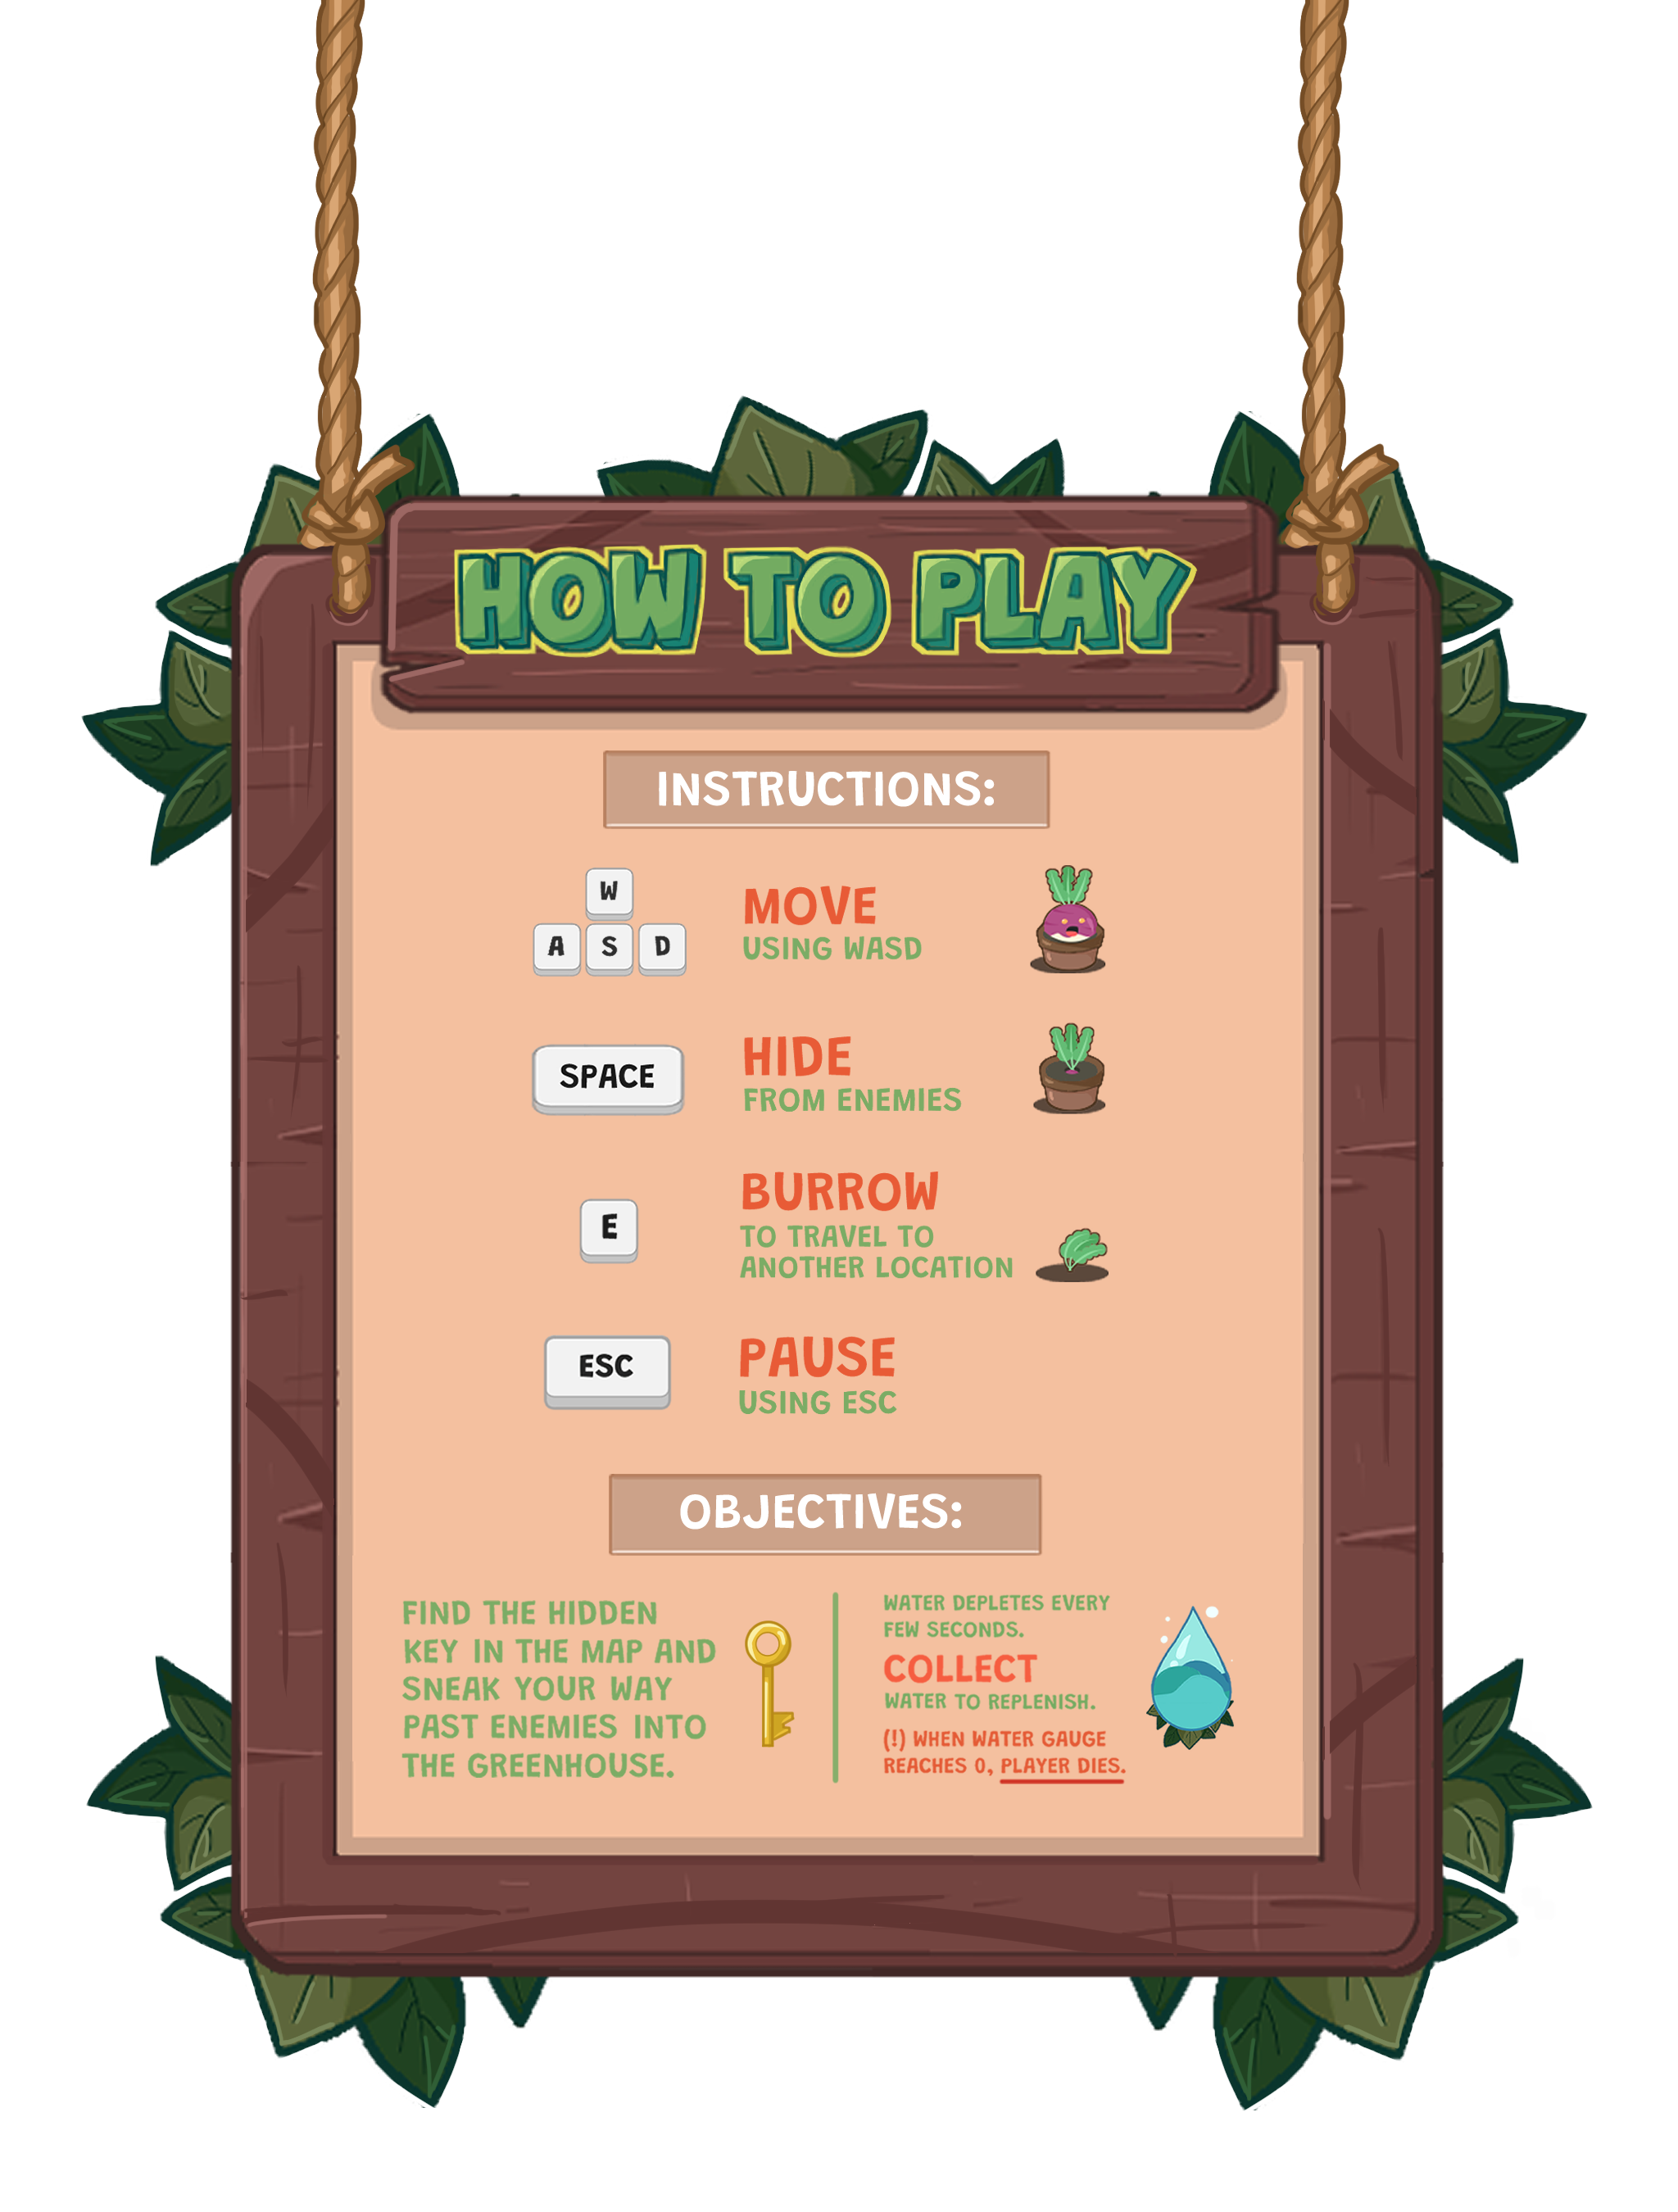 HOW TO PLAY
INSTRUCTIONS:
W
A S D
MOVE
USING WASD
SPACE
HIDE
FROM ENEMIES
E
BURROW
TO TRAVEL TO
ANOTHER LOCATION
ESC
PAUSE
USING ESC
OBJECTIVES:
FIND THE HIDDEN
KEY IN THE MAP AND
SNEAK YOUR WAY
PAST ENEMIES INTO
THE GREENHOUSE.
WATER DEPLETES EVERY
FEW SECONDS.
COLLECT
WATER TO REPLENISH.
(!) WHEN WATER GAUGE
REACHES 0, PLAYER DIES.